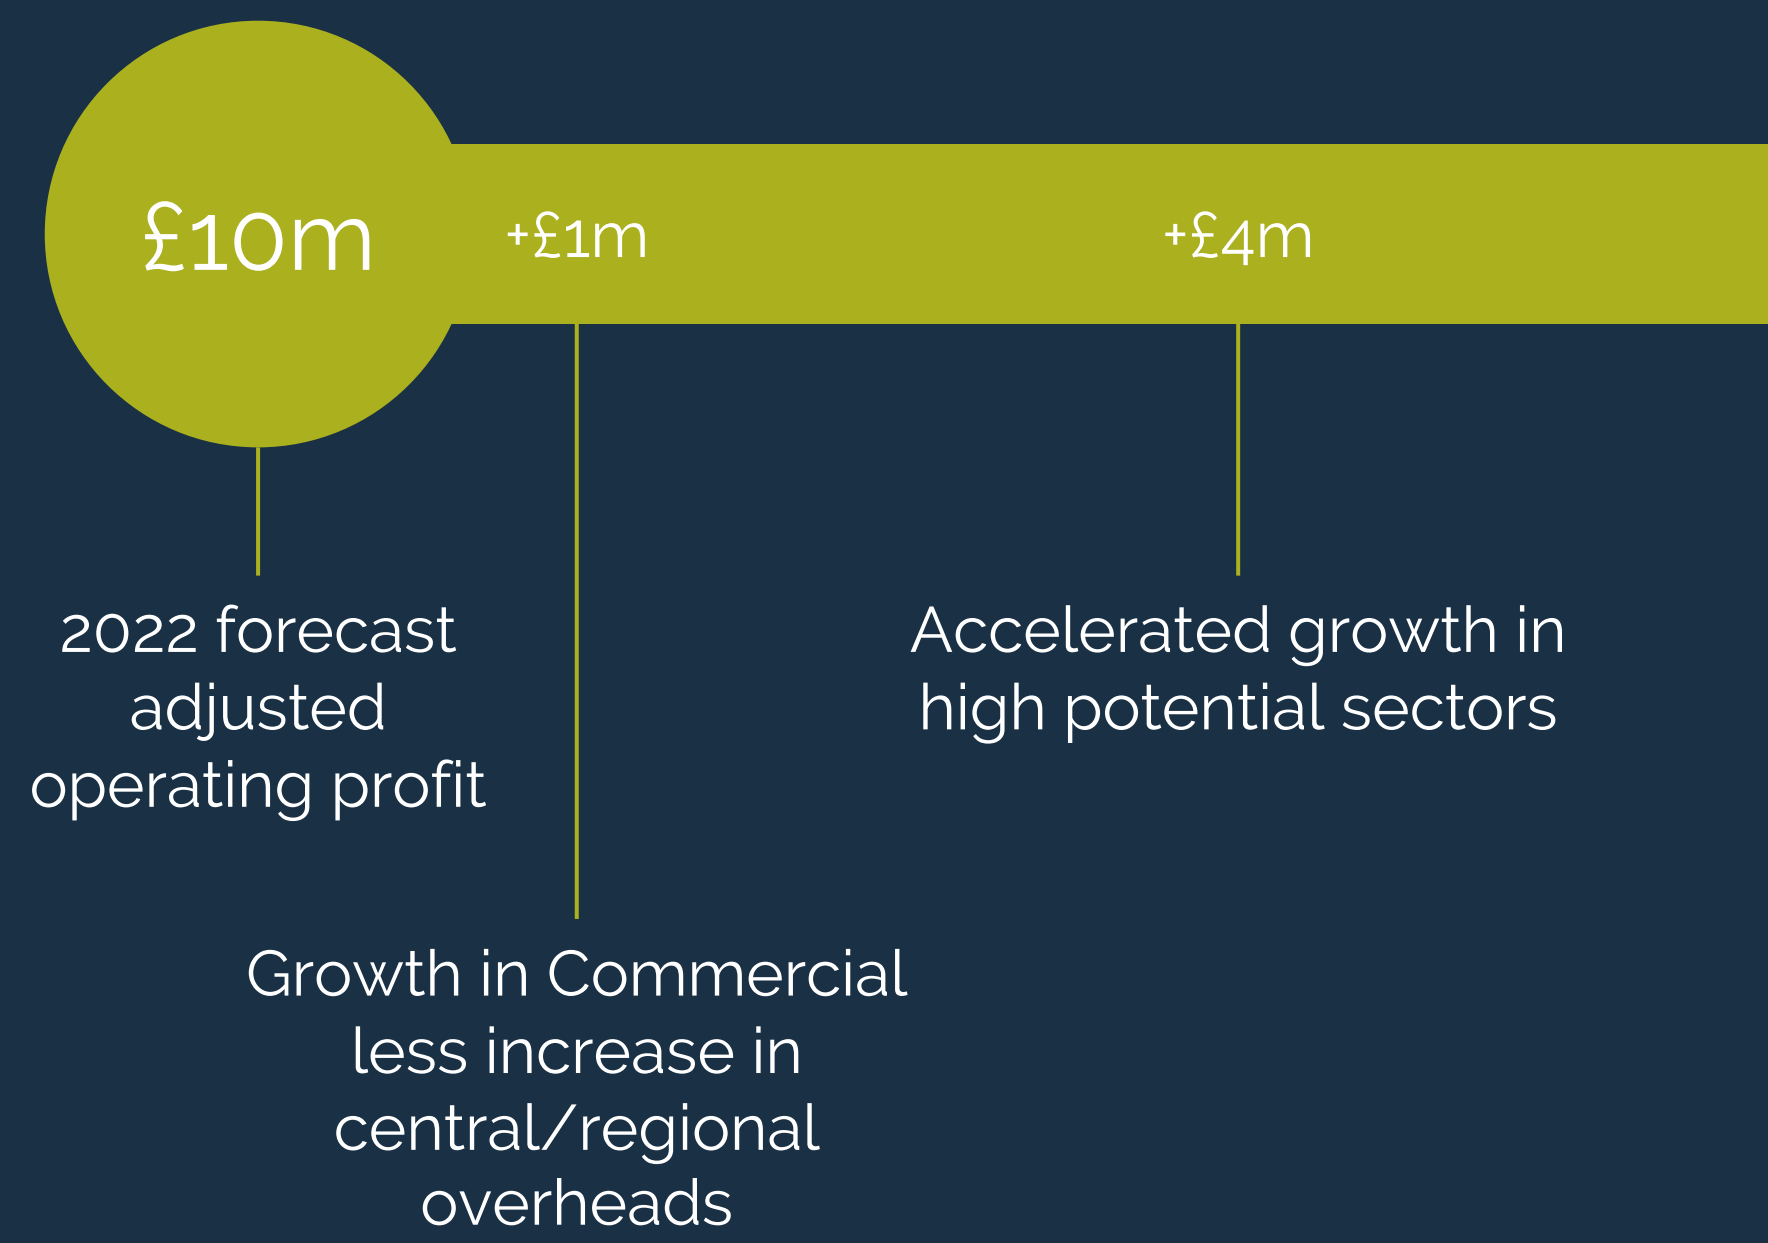 £10m
+£1m
+£4m
2022 forecast
adjusted
operating profit
Accelerated growth in
high potential sectors
Growth in Commercial
less increase in
central/regional
overheads